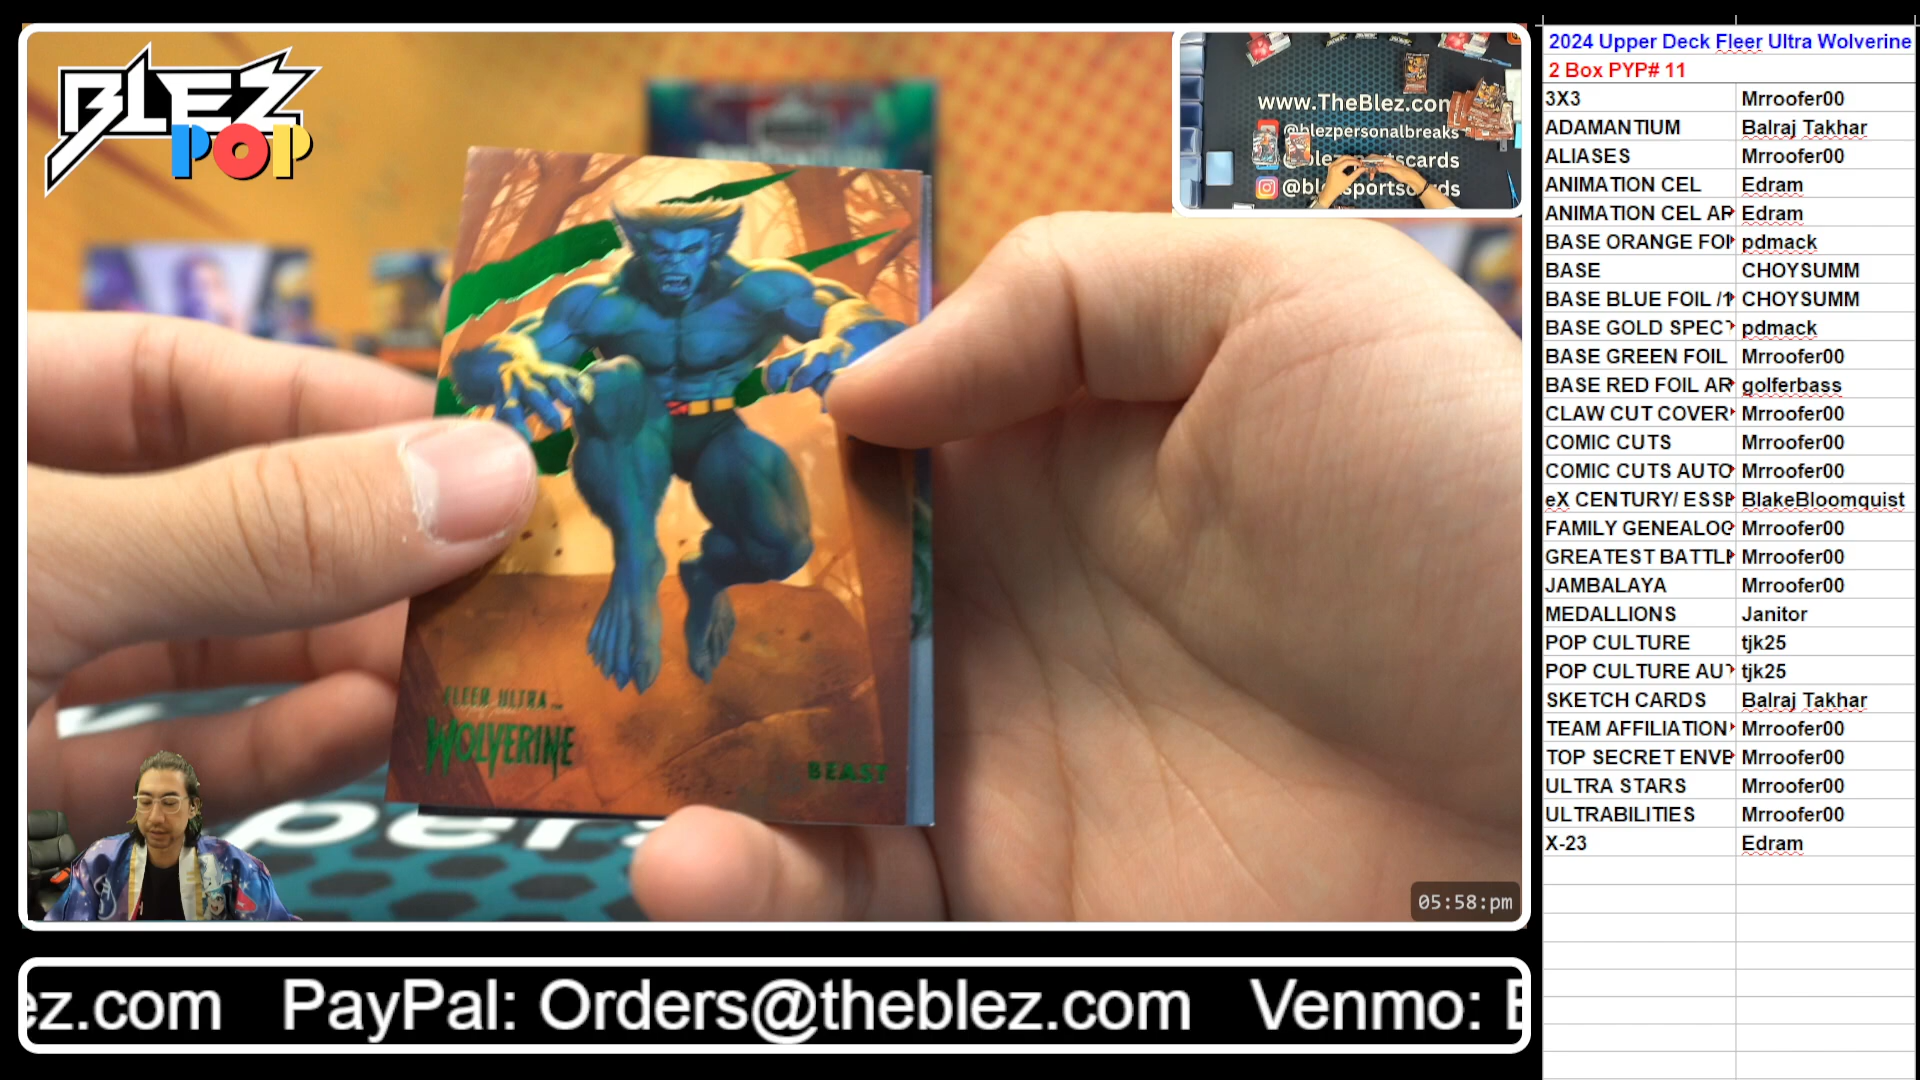 BLEZ
POP
www.TheBlez.com
@blezpersonalbreaks
FLEER ULTRA
WOLVERINE
BEAST
05:58:pm
ez.com PayPal: Orders@theblez.com Venmo:
2024 Upper Deck Fleer Ultra Wolverine
2 Box PYP# 11
3X3 Mrroofer00
ADAMANTIUM Balraj Takhar
ALIASES Mrroofer00
ANIMATION CEL Edram
ANIMATION CEL AR Edram
BASE ORANGE FOI pdmack
BASE CHOYSUMM
BASE BLUE FOIL /1 CHOYSUMM
BASE GOLD SPECT pdmack
BASE GREEN FOIL Mrroofer00
BASE RED FOIL AR golferbass
CLAW CUT COVER Mrroofer00
COMIC CUTS Mrroofer00
COMIC CUTS AUTO Mrroofer00
eX CENTURY/ ESSE BlakeBloomquist
FAMILY GENEALOG Mrroofer00
GREATEST BATTLE Mrroofer00
JAMBALAYA Mrroofer00
MEDALLIONS Janitor
POP CULTURE tjk25
POP CULTURE AUT tjk25
SKETCH CARDS Balraj Takhar
TEAM AFFILIATION Mrroofer00
TOP SECRET ENVE Mrroofer00
ULTRA STARS Mrroofer00
ULTRABILITIES Mrroofer00
X-23 Edram